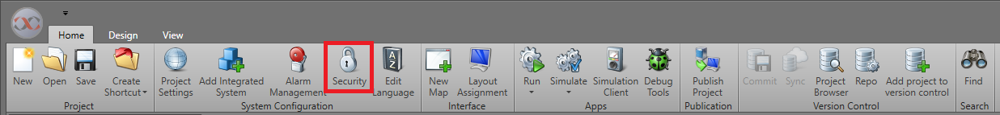 Home Design View
New Open Save Create Shortcut
Project
Project Settings Add Integrated System Alarm Management Security Edit Language
System Configuration
New Map Layout Assignment
Interface
Run Simulate Simulation Client Debug Tools
Apps
Publish Project
Publication
Commit Sync Project Browser Repo Add project to version control
Version Control
Find
Search